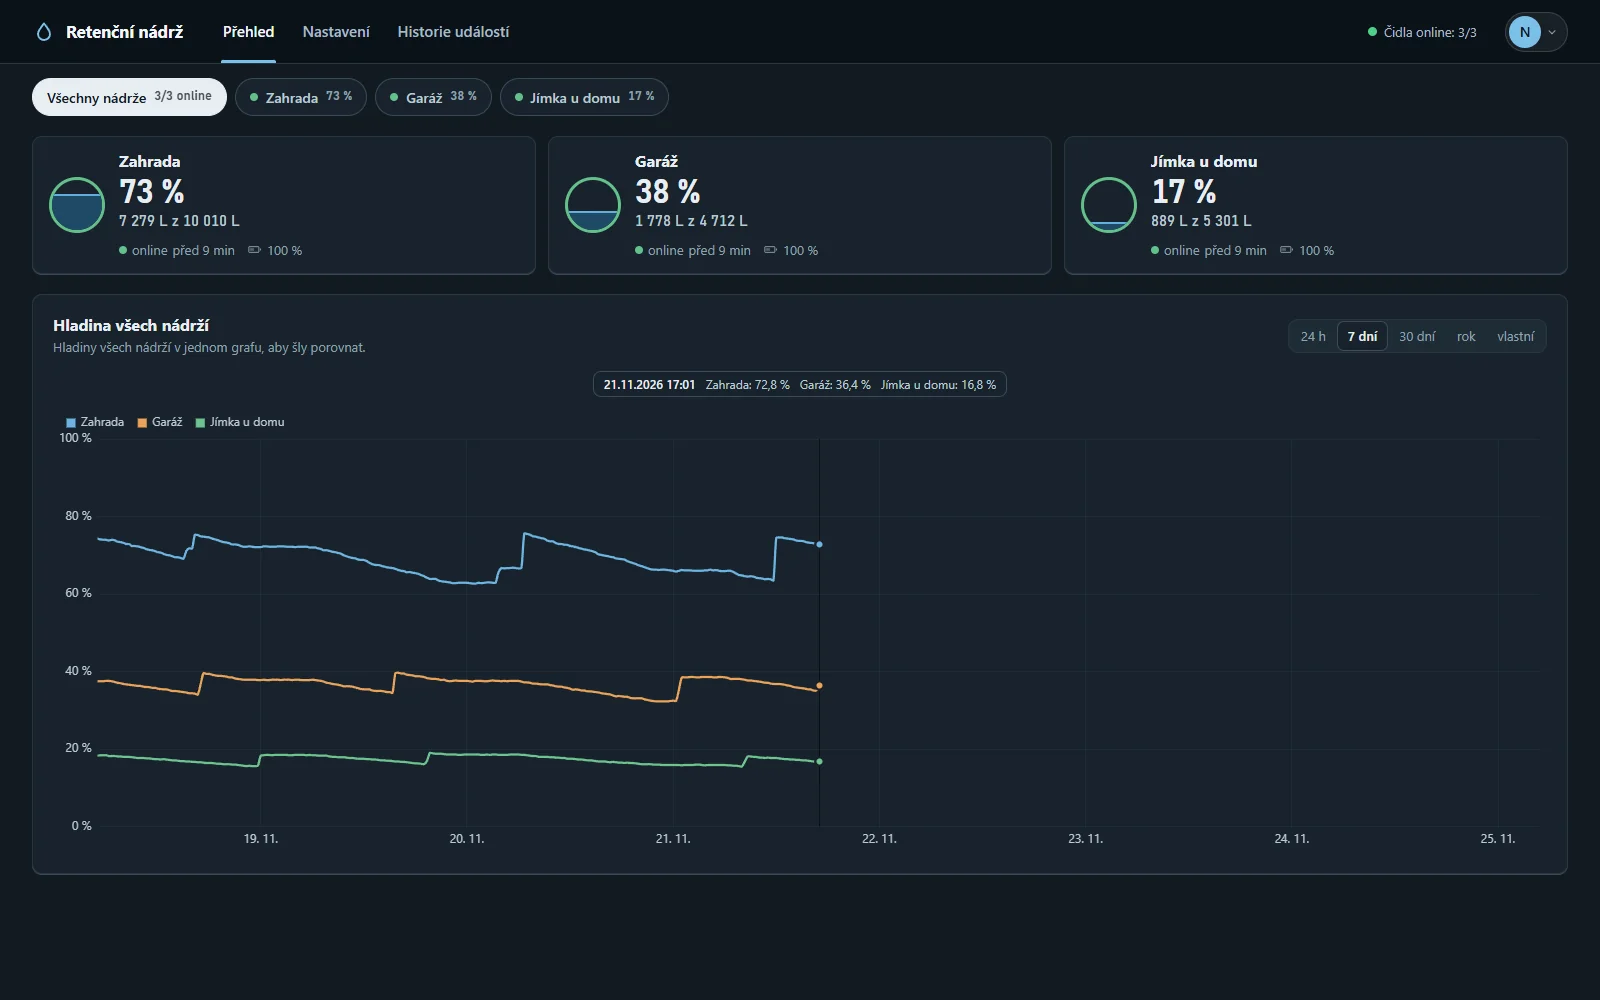 Retenční nádrž
Přehled
Nastavení
Historie událostí
Čidla online: 3/3
N
Všechny nádrže 3/3 online
Zahrada 73 %
Garáž 38 %
Jímka u domu 17 %
Zahrada
73 %
7 279 L z 10 010 L
online před 9 min 100 %
Garáž
38 %
1 778 L z 4 712 L
online před 9 min 100 %
Jímka u domu
17 %
889 L z 5 301 L
online před 9 min 100 %
Hladina všech nádrží
Hladiny všech nádrží v jednom grafu, aby šly porovnat.
24 h
7 dní
30 dní
rok
vlastní
21.11.2026 17:01 Zahrada: 72,8 % Garáž: 36,4 % Jímka u domu: 16,8 %
Zahrada
Garáž
Jímka u domu
100 %
80 %
60 %
40 %
20 %
0 %
19. 11.
20. 11.
21. 11.
22. 11.
23. 11.
24. 11.
25. 11.